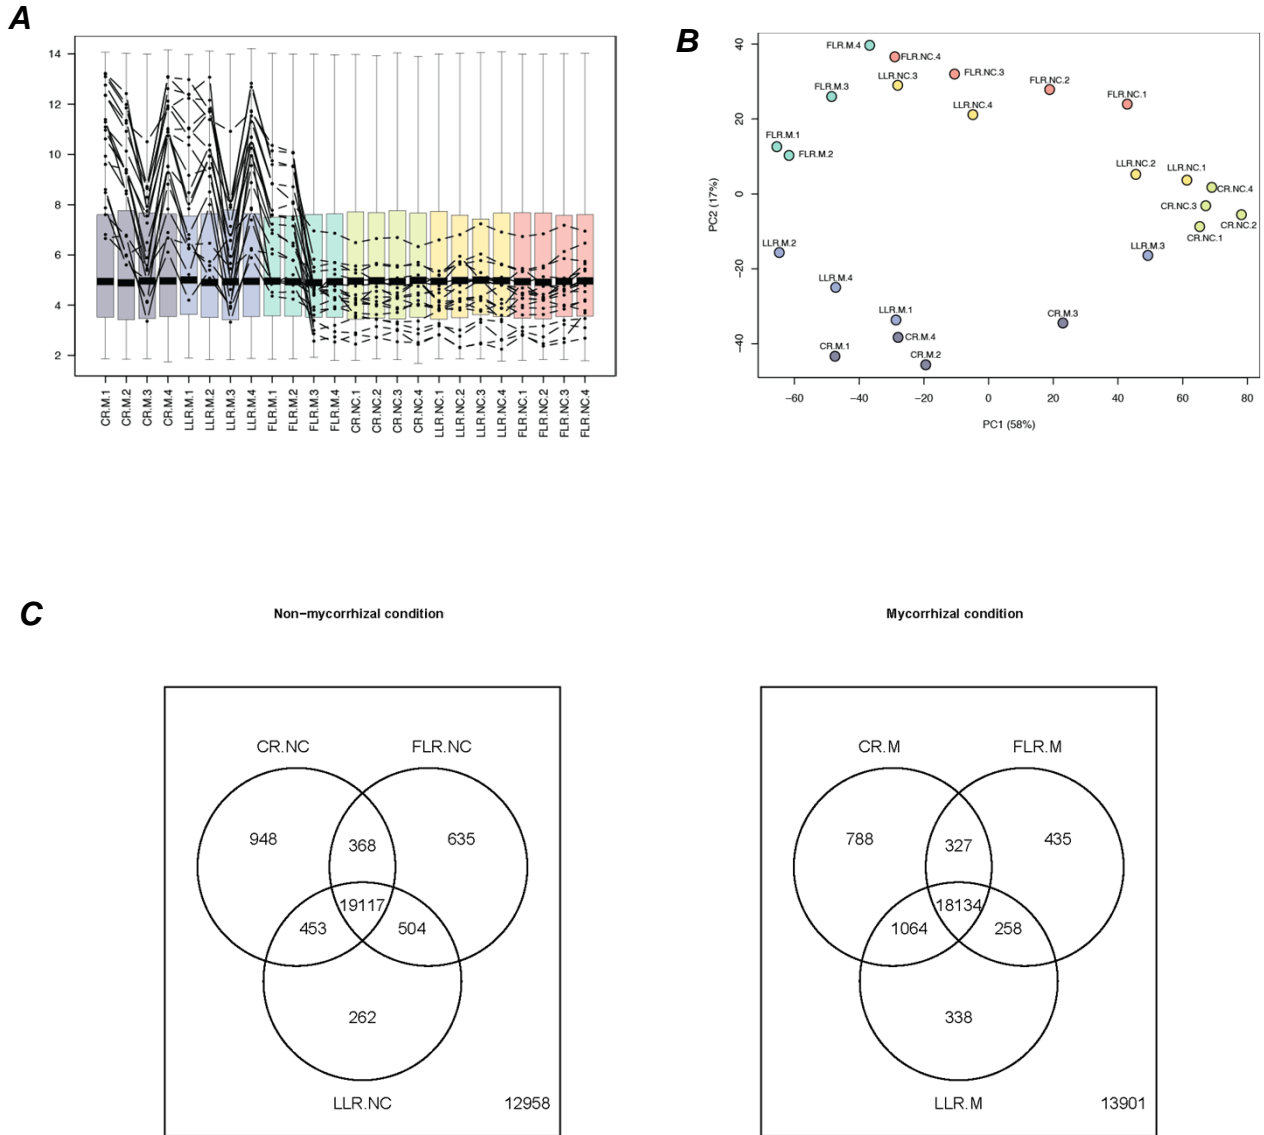 A
14
12
10
8
6
4
2
CR.M.1
CR.M.2
CR.M.3
CR.M.4
LLR.M.1
LLR.M.2
LLR.M.3
LLR.M.4
FLR.M.1
FLR.M.2
FLR.M.3
FLR.M.4
CR.NC.1
CR.NC.2
CR.NC.3
CR.NC.4
LLR.NC.1
LLR.NC.2
LLR.NC.3
LLR.NC.4
FLR.NC.1
FLR.NC.2
FLR.NC.3
FLR.NC.4
B
PC2 (17%)
40
20
0
−20
−40
FLR.M.4
FLR.NC.4
FLR.NC.3
LLR.NC.3
FLR.NC.2
FLR.M.3
FLR.NC.1
LLR.NC.4
FLR.M.1
FLR.M.2
LLR.NC.2
LLR.NC.1
CR.NC.4
CR.NC.3
CR.NC.2
CR.NC.1
LLR.M.2
LLR.M.3
LLR.M.4
LLR.M.1
CR.M.3
CR.M.4
CR.M.1
CR.M.2
−60 −40 −20 0 20 40 60 80
PC1 (58%)
C
Non−mycorrhizal condition
CR.NC FLR.NC
948 368 635
19117
453 504
262
LLR.NC 12958
Mycorrhizal condition
CR.M FLR.M
788 327 435
18134
1064 258
338
LLR.M 13901